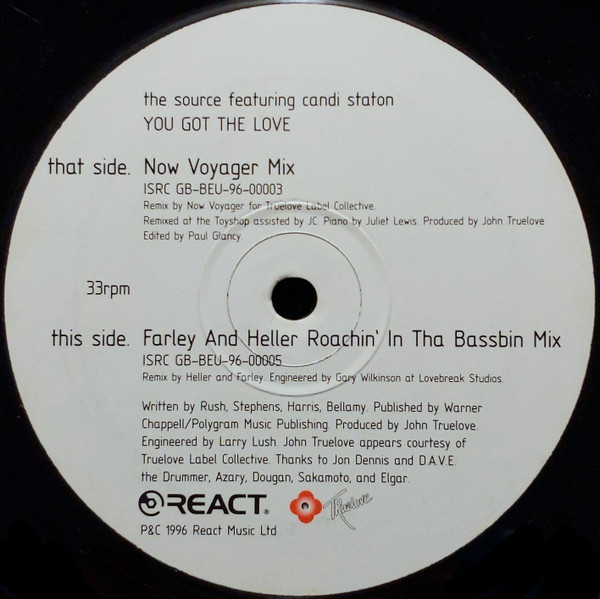 the source featuring candi staton
YOU GOT THE LOVE
that side. Now Voyager Mix
ISRC GB-BEU-96-00003
Remix by Now Voyager for Truelove Label Collective.
Remixed at the Toyshop assisted by JC. Piano by Juliet Lewis. Produced by John Truelove
Edited by Paul Glancy.
33rpm
this side. Farley And Heller Roachin' In Tha Bassbin Mix
ISRC GB-BEU-96-00005
Remix by Heller and Farley. Engineered by Gary Wilkinson at Lovebreak Studios.
Written by Rush, Stephens, Harris, Bellamy. Published by Warner
Chappell/Polygram Music Publishing. Produced by John Truelove.
Engineered by Larry Lush. John Truelove appears courtesy of
Truelove Label Collective. Thanks to Jon Dennis and D.A.V.E.
the Drummer, Azary, Dougan, Sakamoto, and Elgar.
REACT® Truelove
P&C 1996 React Music Ltd